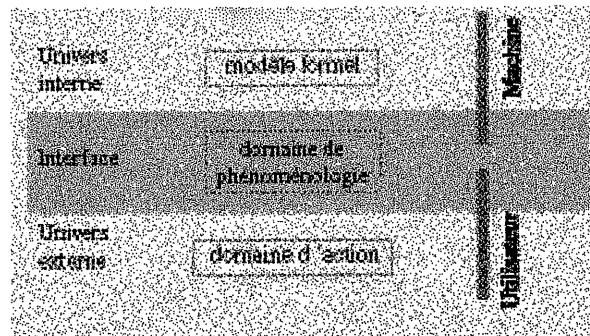 Univers
interne
modèle formel
Machine
Interface
domaine de
phénoménologie
Univers
externe
domaine d' action
Utilisateur